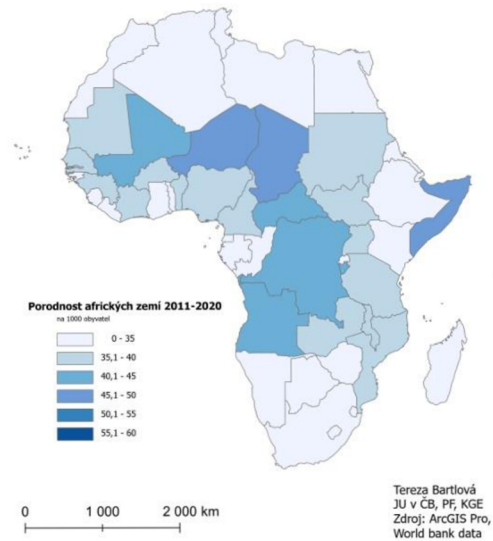 Porodnost afrických zemí 2011-2020
na 1000 obyvatel
0 - 35
35,1 - 40
40,1 - 45
45,1 - 50
50,1 - 55
55,1 - 60
0 1 000 2 000 km
Tereza Bartlová
JU v ČB, PF, KGE
Zdroj: ArcGIS Pro,
World bank data